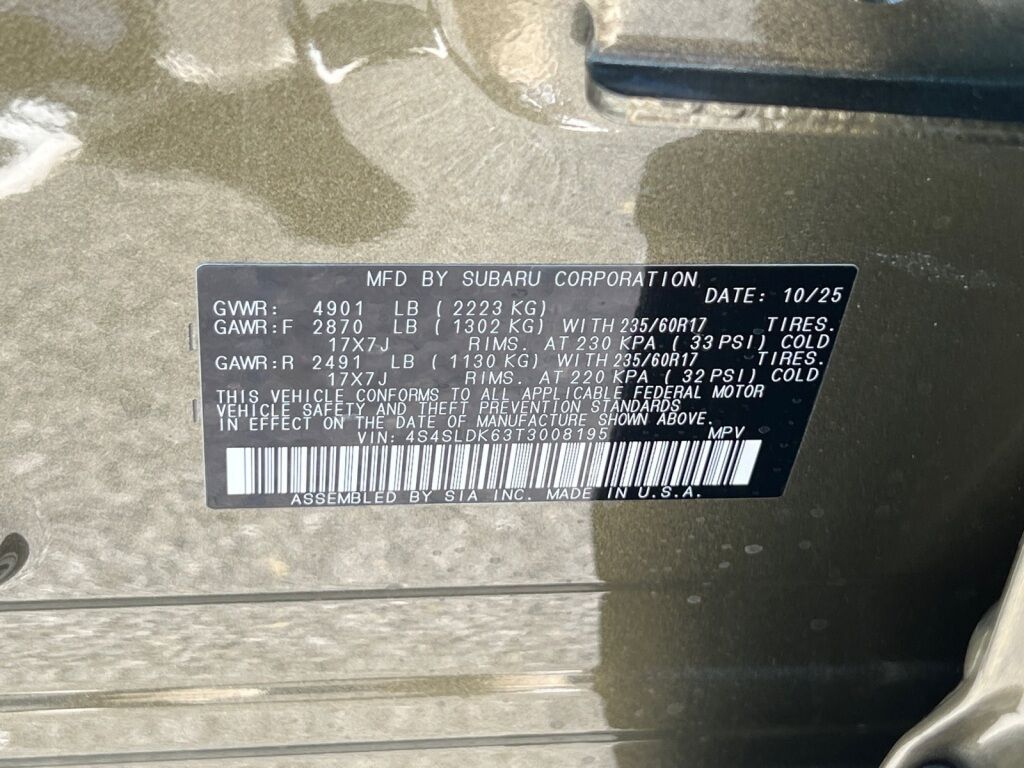 MFD BY SUBARU CORPORATION
DATE: 10/25
GVWR: 4901 LB (2223 KG)
GAWR:F 2870 LB (1302 KG) WITH 235/60R17 TIRES.
17X7J RIMS. AT 230 KPA (33 PSI) COLD
GAWR:R 2491 LB (1130 KG) WITH 235/60R17 TIRES.
17X7J RIMS. AT 220 KPA (32 PSI) COLD
THIS VEHICLE CONFORMS TO ALL APPLICABLE FEDERAL MOTOR
VEHICLE SAFETY AND THEFT PREVENTION STANDARDS
IN EFFECT ON THE DATE OF MANUFACTURE SHOWN ABOVE.
VIN: 4S4SLDK63T3008195 MPV
ASSEMBLED BY SIA INC. MADE IN U.S.A.